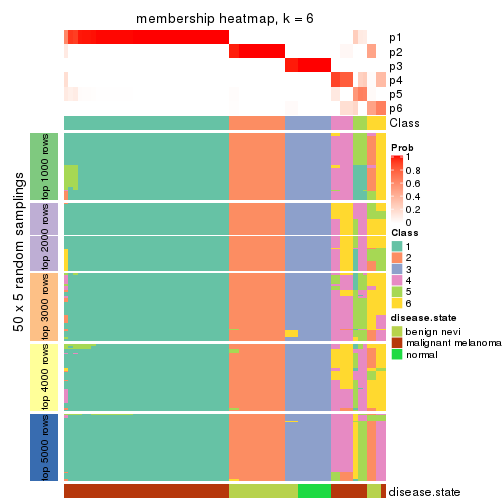 membership heatmap, k = 6
p1
p2
p3
p4
p5
p6
Class
50 x 5 random samplings
top 1000 rows
top 2000 rows
top 3000 rows
top 4000 rows
top 5000 rows
disease.state
Prob
1
0.8
0.6
0.4
0.2
0
Class
1
2
3
4
5
6
disease.state
benign nevi
malignant melanoma
normal